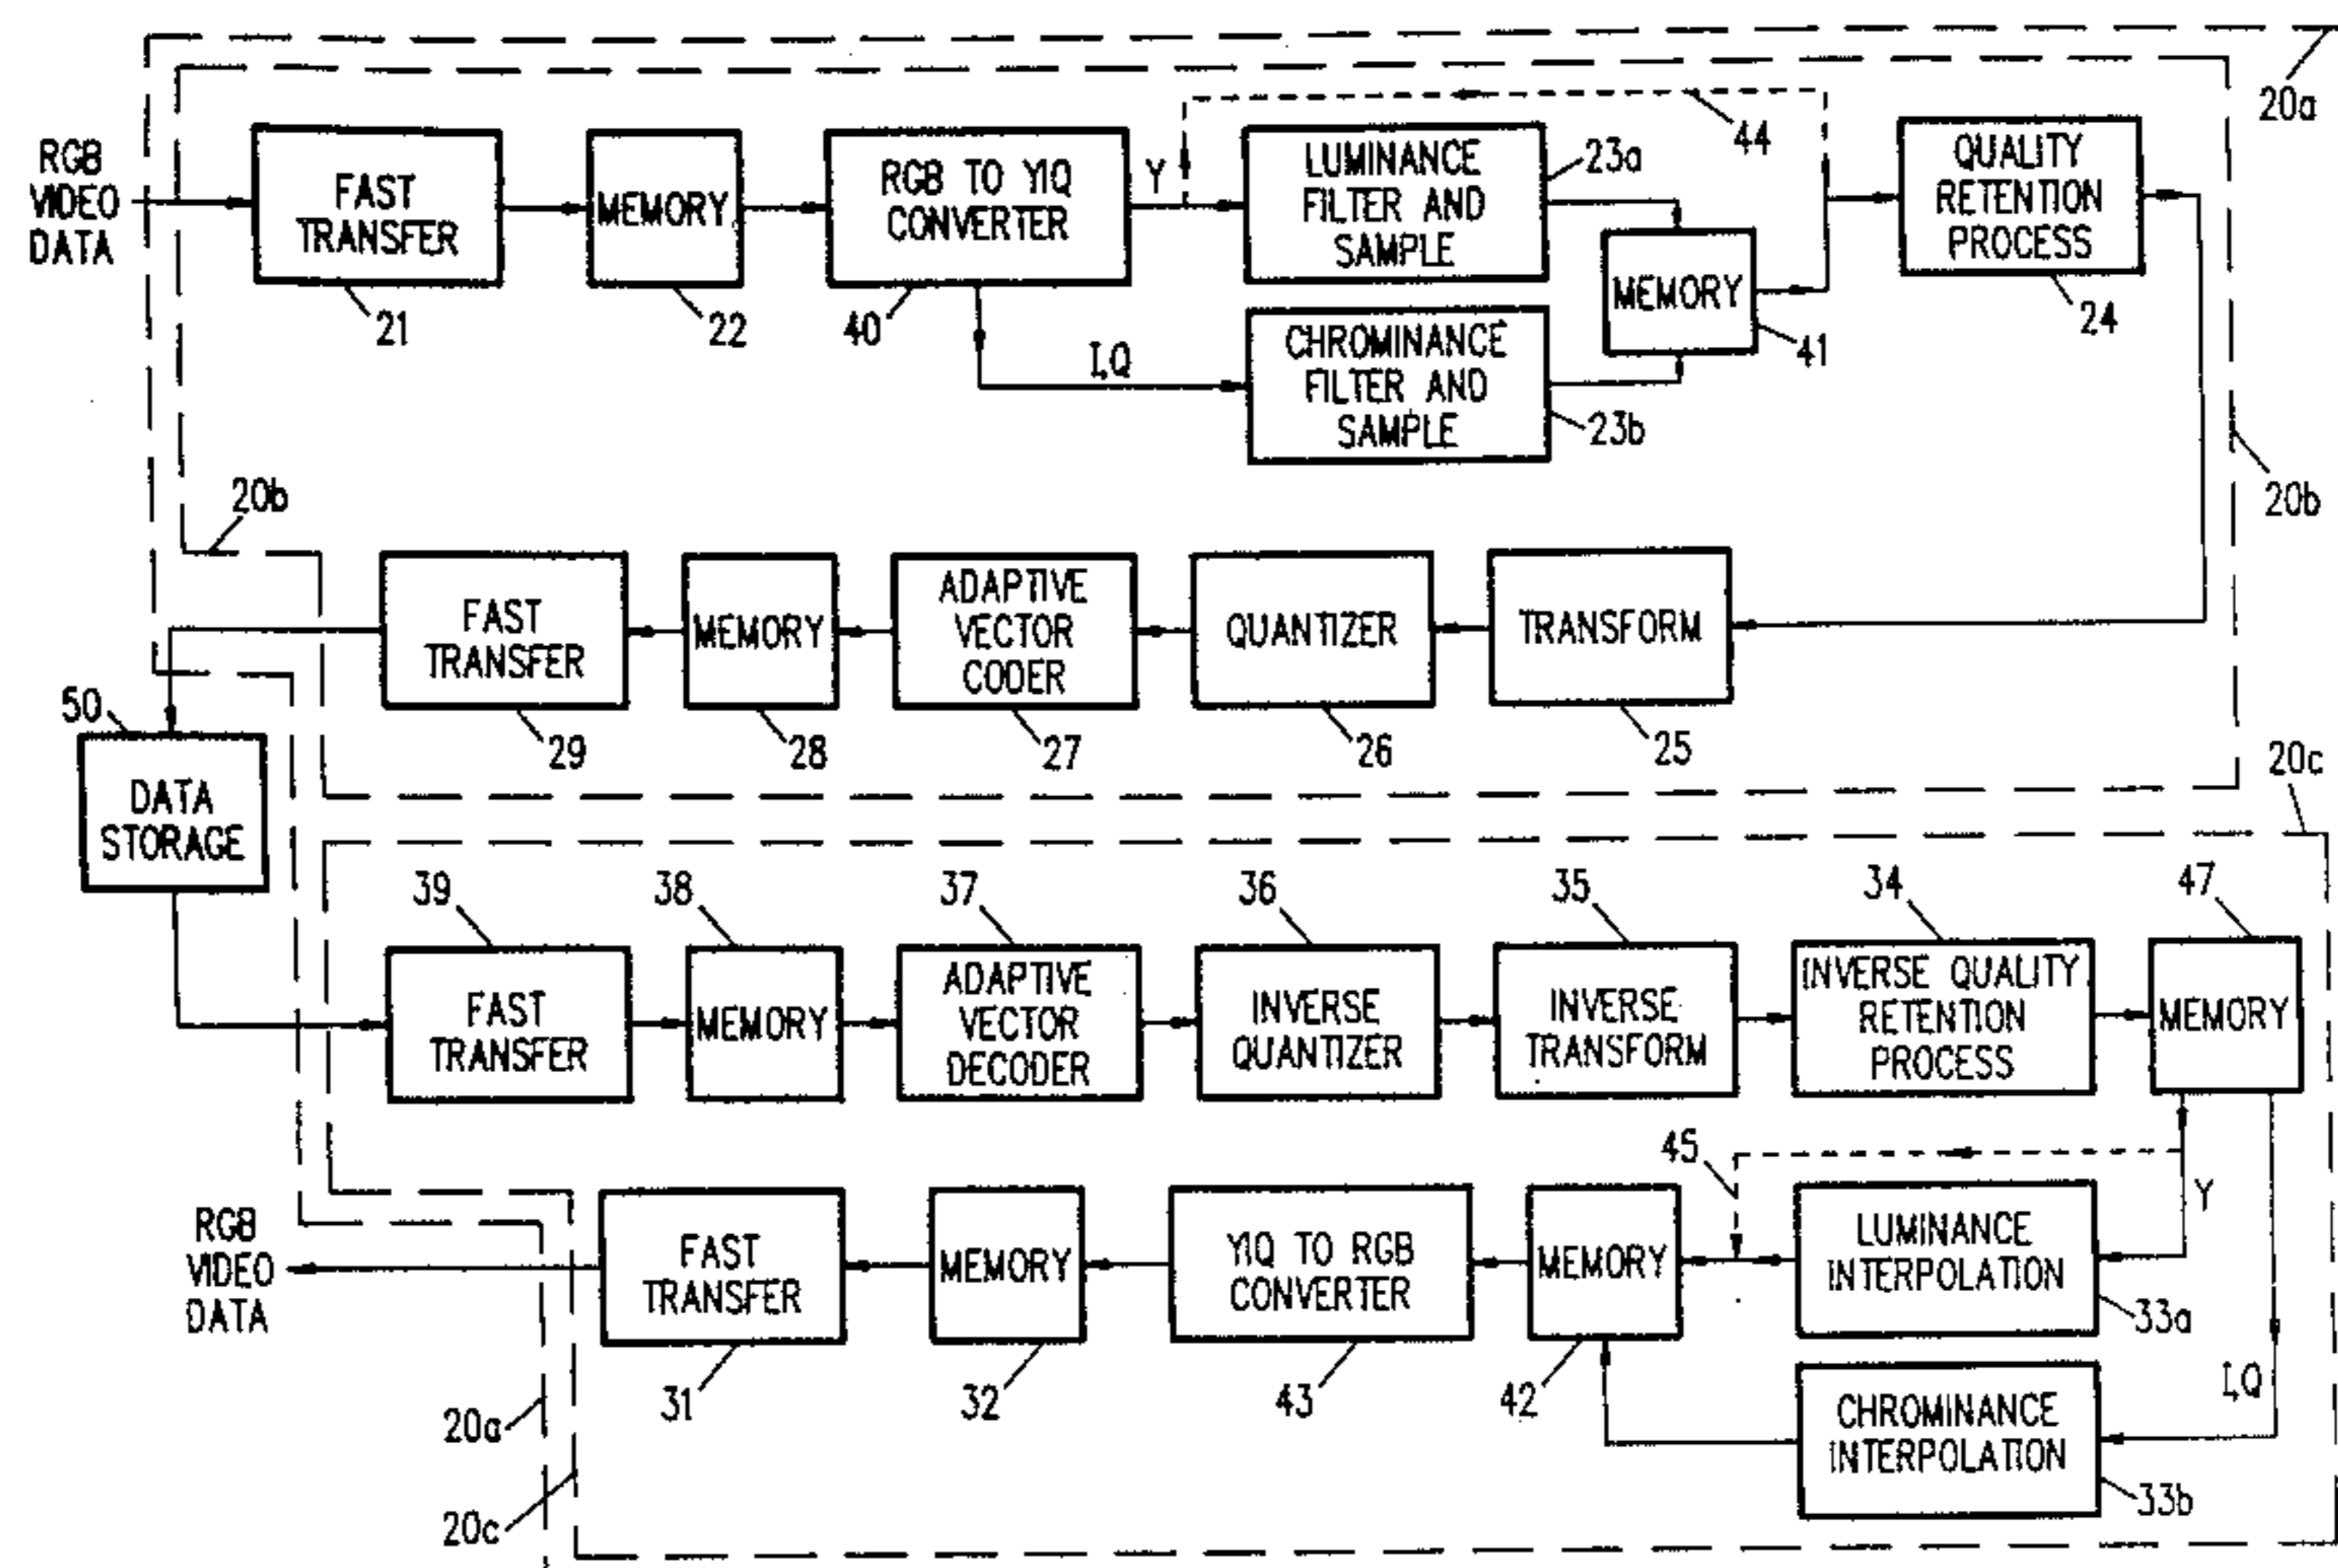 20a
RGB
VIDEO
DATA
FAST
TRANSFER
21
MEMORY
22
RGB TO YIQ
CONVERTER
40
Y
I,Q
44
LUMINANCE
FILTER AND
SAMPLE
23a
CHROMINANCE
FILTER AND
SAMPLE
23b
MEMORY
41
QUALITY
RETENTION
PROCESS
24
20b
20b
FAST
TRANSFER
29
MEMORY
28
ADAPTIVE
VECTOR
CODER
27
QUANTIZER
26
TRANSFORM
25
50
DATA
STORAGE
20c
39
FAST
TRANSFER
38
MEMORY
37
ADAPTIVE
VECTOR
DECODER
36
INVERSE
QUANTIZER
35
INVERSE
TRANSFORM
34
INVERSE QUALITY
RETENTION
PROCESS
47
MEMORY
45
Y
I,Q
RGB
VIDEO
DATA
FAST
TRANSFER
31
MEMORY
32
YIQ TO RGB
CONVERTER
43
MEMORY
42
LUMINANCE
INTERPOLATION
33a
CHROMINANCE
INTERPOLATION
33b
20a
20c